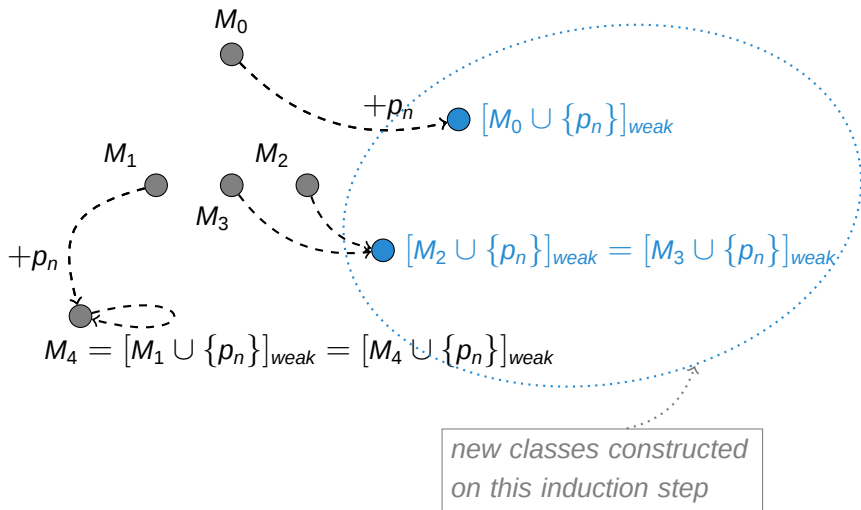 M₀
+pₙ
[M₀ ∪ {pₙ}]weak
M₁
M₂
M₃
+pₙ
[M₂ ∪ {pₙ}]weak = [M₃ ∪ {pₙ}]weak
M₄ = [M₁ ∪ {pₙ}]weak = [M₄ ∪ {pₙ}]weak
new classes constructed
on this induction step